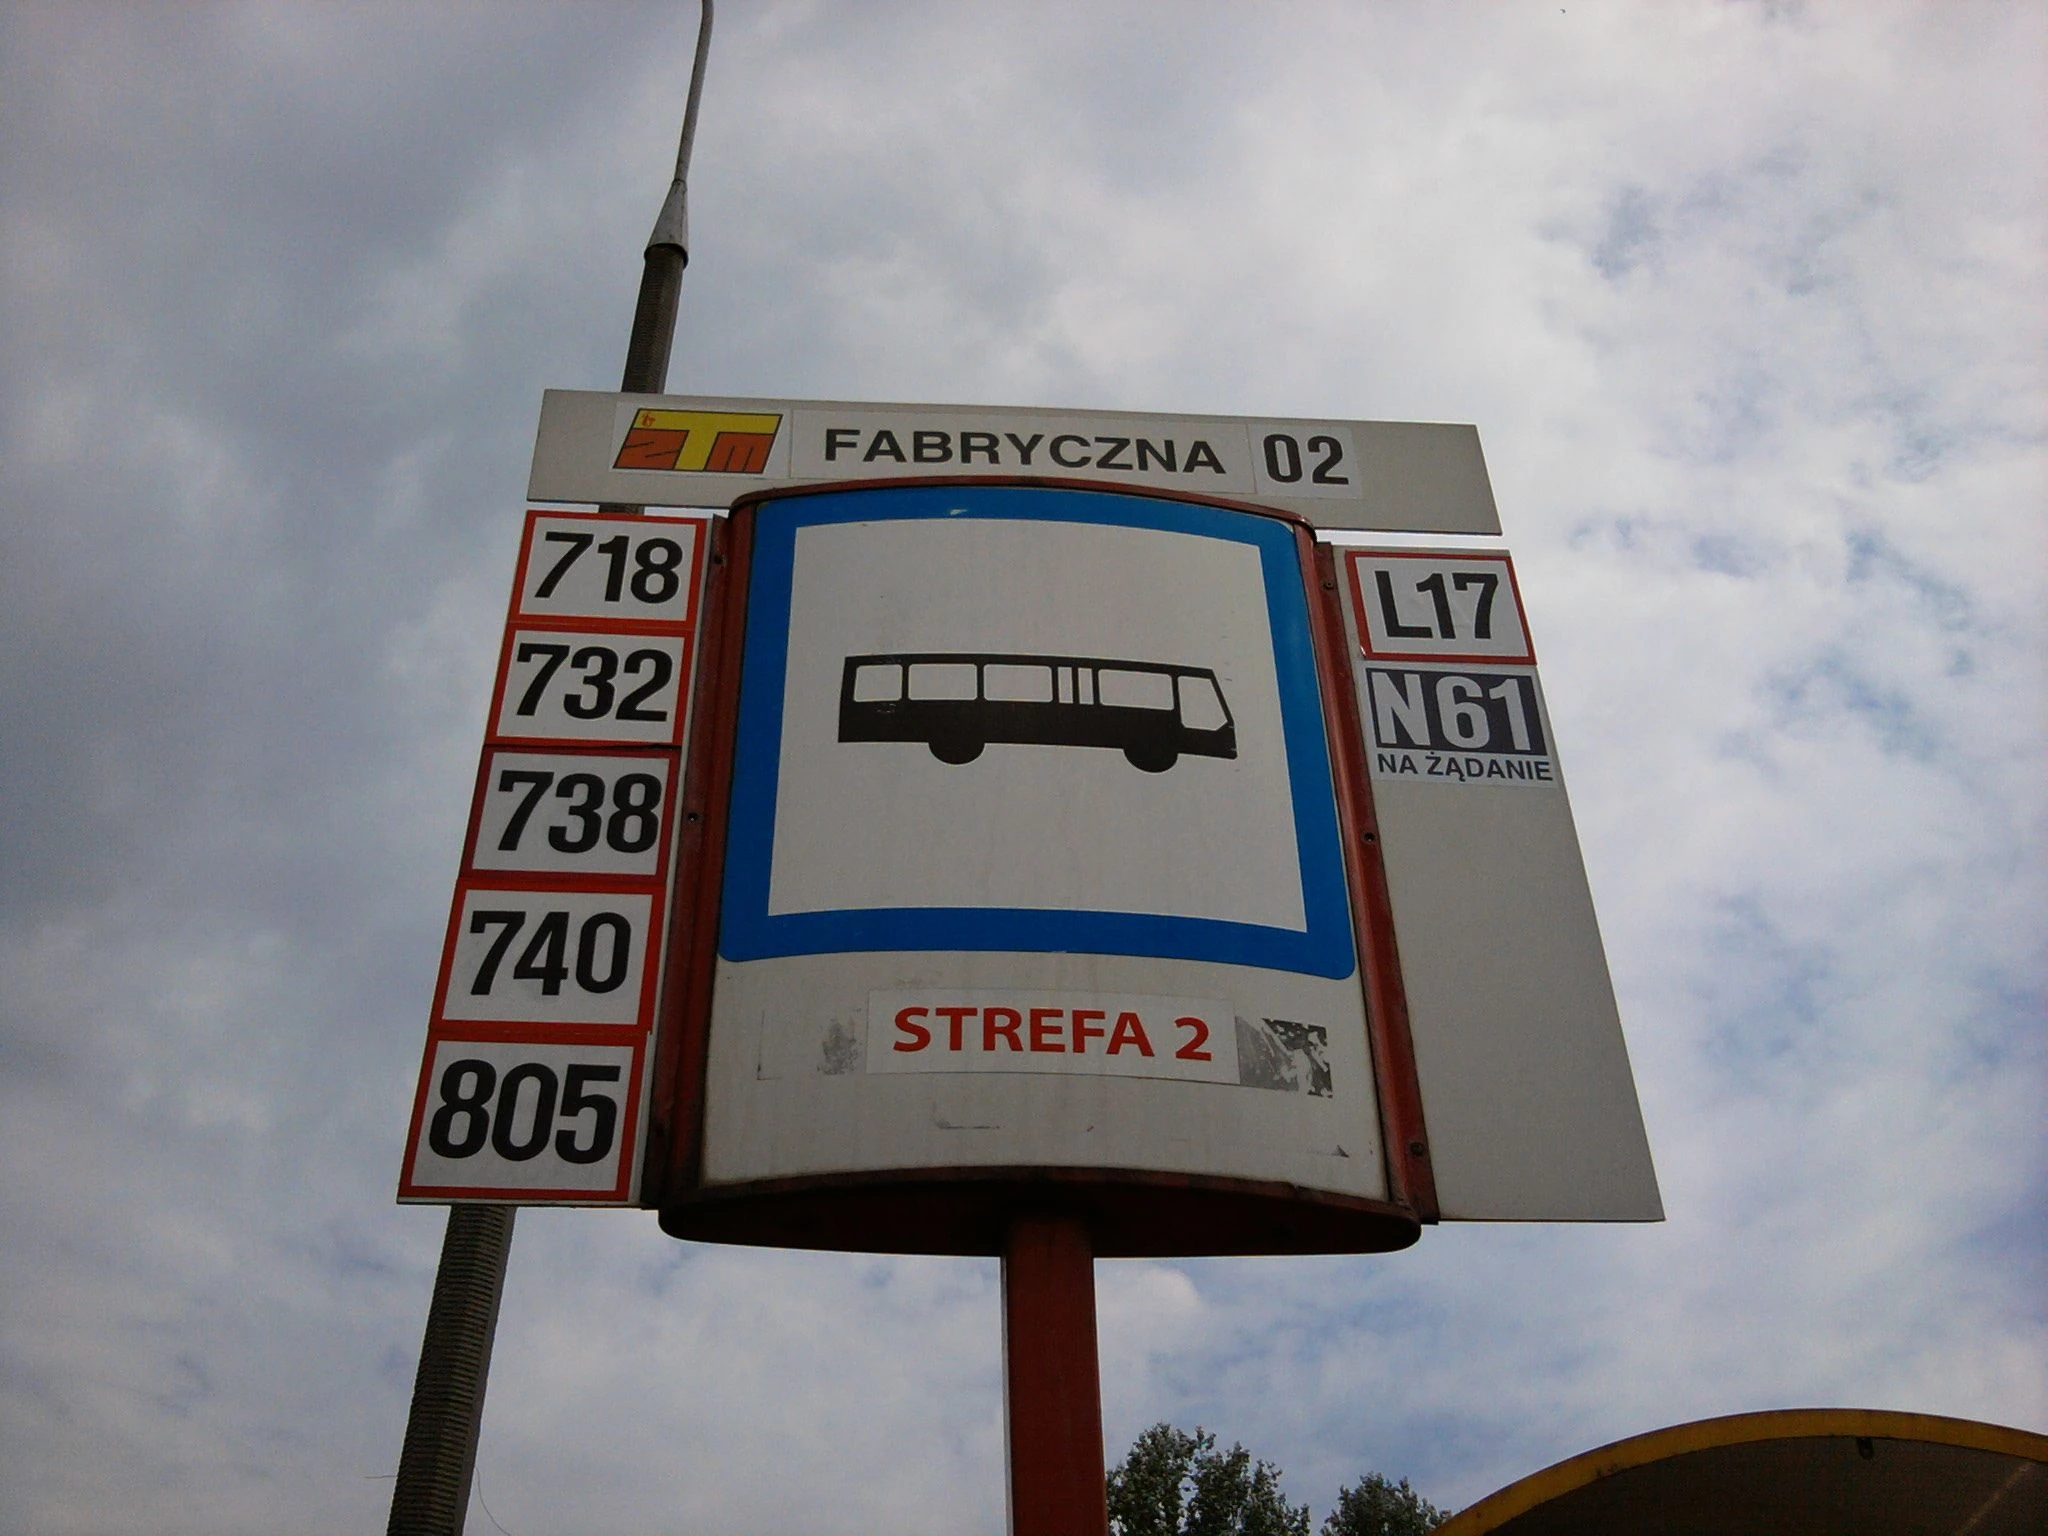 ZTM FABRYCZNA 02
718
732
738
740
805
L17
N61
NA ŻĄDANIE
STREFA 2